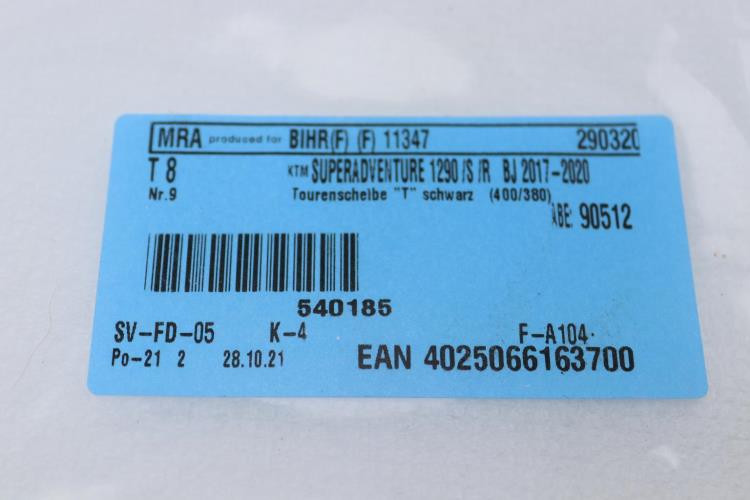 MRA produced for BIHR(F) (F) 11347 290320
T 8 KTM SUPERADVENTURE 1290 /S /R BJ 2017-2020
Nr.9 Tourenscheibe "T" schwarz (400/380)
ABE: 90512
540185
SV-FD-05 K-4 F-A104
Po-21 2 28.10.21 EAN 4025066163700